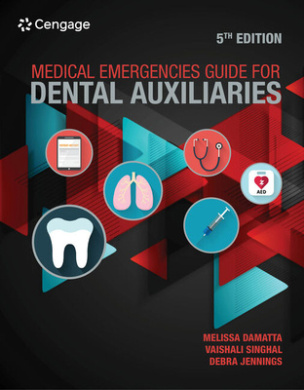 Cengage
5TH EDITION
MEDICAL EMERGENCIES GUIDE FOR
DENTAL AUXILIARIES
AED
MELISSA DAMATTA
VAISHALI SINGHAL
DEBRA JENNINGS